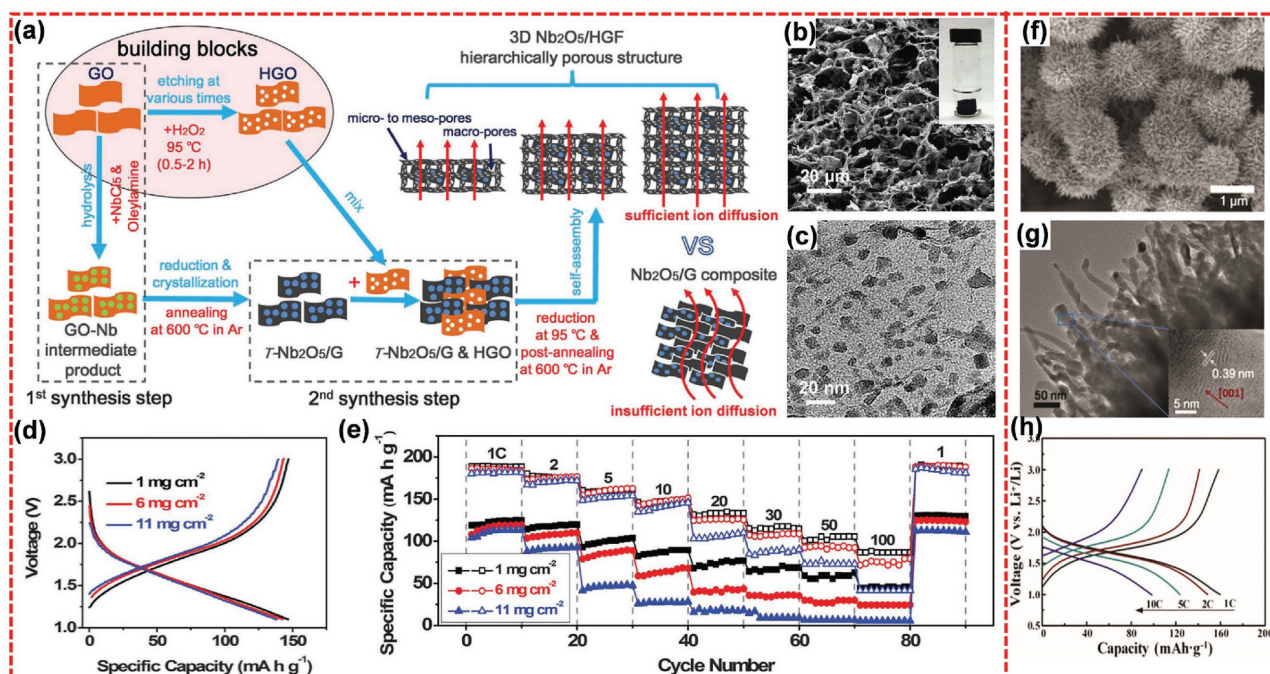 (a)
building blocks
GO
HGO
etching at
various times
+H₂O₂
95 ℃
(0.5-2 h)
hydrolysis
+NbCl₅ &
Oleylamine
mix
GO-Nb
intermediate
product
1st synthesis step
reduction &
crystallization
annealing
at 600 ℃ in Ar
+
T-Nb₂O₅/G
T-Nb₂O₅/G & HGO
2nd synthesis step
self-assembly
reduction
at 95 ℃ &
post-annealing
at 600 ℃ in Ar
3D Nb₂O₅/HGF
hierarchically porous structure
micro- to meso-pores
macro-pores
sufficient ion diffusion
VS
Nb₂O₅/G composite
insufficient ion diffusion
(b)
20 μm
(c)
20 nm
(f)
1 μm
(g)
50 nm
0.39 nm
[001]
5 nm
(d)
Voltage (V)
3.0
2.5
2.0
1.5
1.0
1 mg cm⁻²
6 mg cm⁻²
11 mg cm⁻²
0 50 100 150
Specific Capacity (mA h g⁻¹)
(e)
Specific Capacity (mA h g⁻¹)
200
150
100
50
0
1C 2 5 10 20 30 50 100 1
1 mg cm⁻²
6 mg cm⁻²
11 mg cm⁻²
0 20 40 60 80
Cycle Number
(h)
Voltage (V vs. Li⁺/Li)
4.0
3.0
2.0
1.0
0.0
10C 5C 2C 1C
0 40 80 120 160 200
Capacity (mAh·g⁻¹)